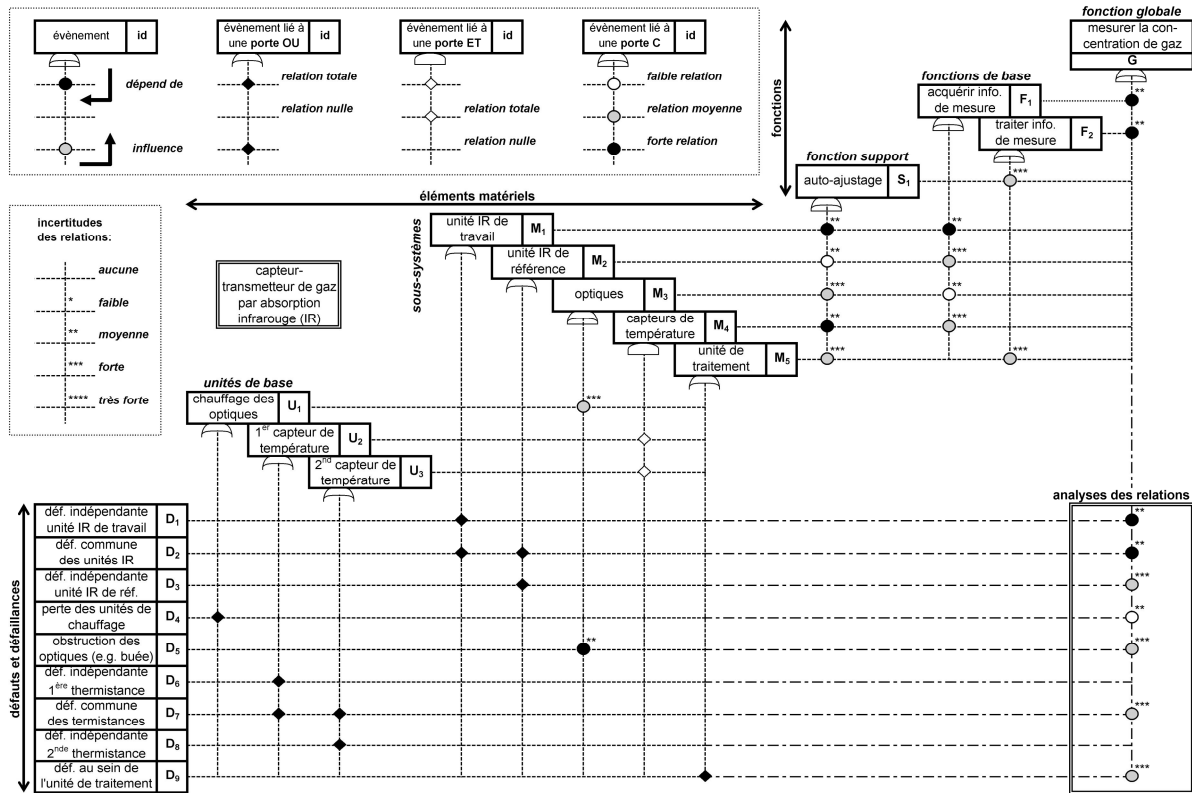 évènement
id
évènement lié à
une porte OU
id
évènement lié à
une porte ET
id
évènement lié à
une porte C
id
dépend de
influence
relation totale
relation nulle
relation totale
relation nulle
faible relation
relation moyenne
forte relation
fonctions
fonction globale
mesurer la con-
centration de gaz
G
fonctions de base
acquérir info.
de mesure
F1
**
traiter info.
de mesure
F2
**
fonction support
auto-ajustage
S1
***
éléments matériels
sous-systèmes
unité IR de
travail
M1
**
**
unité IR de
référence
M2
**
***
optiques
M3
***
**
capteurs de
température
M4
**
***
unité de
traitement
M5
***
***
incertitudes
des relations:
aucune
*
faible
**
moyenne
***
forte
****
très forte
capteur-
transmetteur de gaz
par absorption
infrarouge (IR)
unités de base
chauffage des
optiques
U1
***
1er capteur de
température
U2
2nd capteur de
température
U3
analyses des relations
défauts et défaillances
déf. indépendante
unité IR de travail
D1
**
déf. commune
des unités IR
D2
**
déf. indépendante
unité IR de réf.
D3
***
perte des unités de
chauffage
D4
**
obstruction des
optiques (e.g. buée)
D5
**
***
déf. indépendante
1ère thermistance
D6
déf. commune
des termistances
D7
***
déf. indépendante
2nde thermistance
D8
déf. au sein de
l'unité de traitement
D9
***